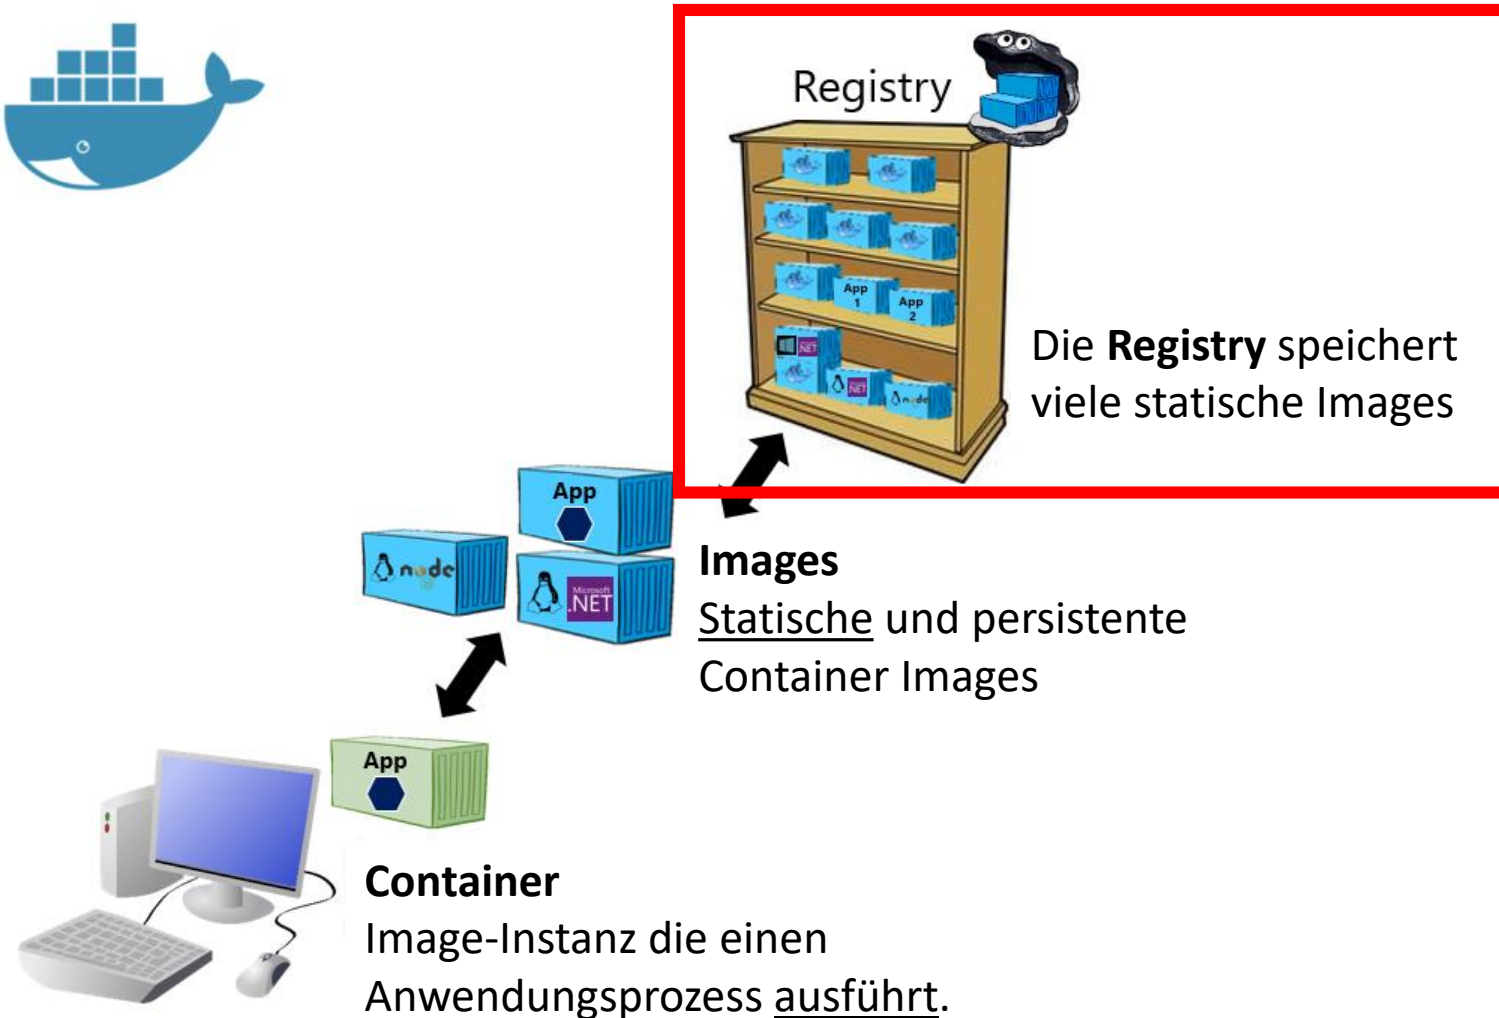 Registry
App
1
App
2
.NET
.NET
node
Die Registry speichert
viele statische Images
App
node
Microsoft
.NET
Images
Statische und persistente
Container Images
App
Container
Image-Instanz die einen
Anwendungsprozess ausführt.